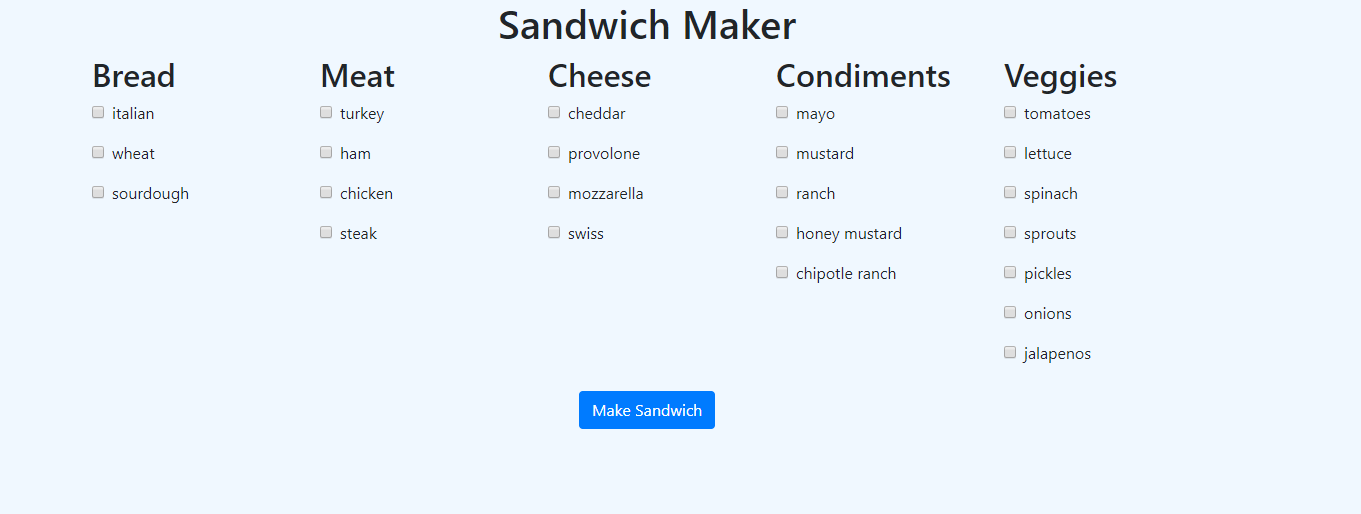 Sandwich Maker
Bread
italian
wheat
sourdough
Meat
turkey
ham
chicken
steak
Cheese
cheddar
provolone
mozzarella
swiss
Condiments
mayo
mustard
ranch
honey mustard
chipotle ranch
Veggies
tomatoes
lettuce
spinach
sprouts
pickles
onions
jalapenos
Make Sandwich